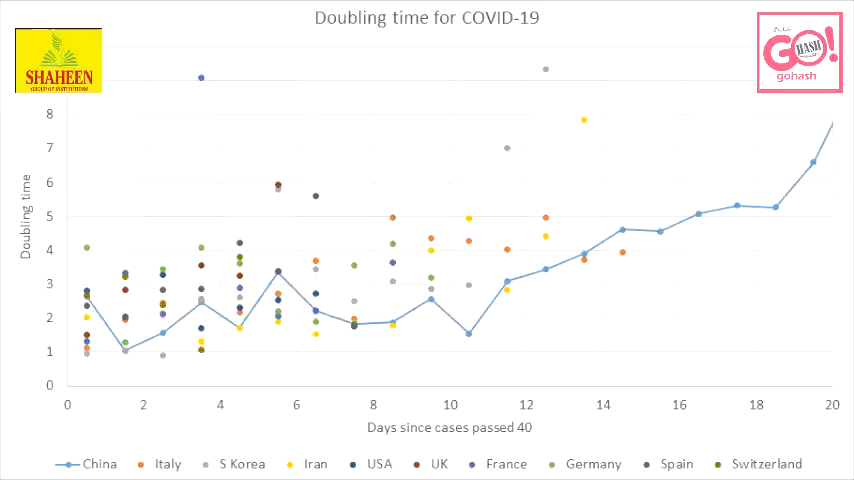 Doubling time for COVID-19
SHAHEEN
GROUP OF INSTITUTIONS
GO!
HASH
gohash
8
7
6
5
4
3
2
1
0
Doubling time
0 2 4 6 8 10 12 14 16 18 20
Days since cases passed 40
China Italy S Korea Iran USA UK France Germany Spain Switzerland